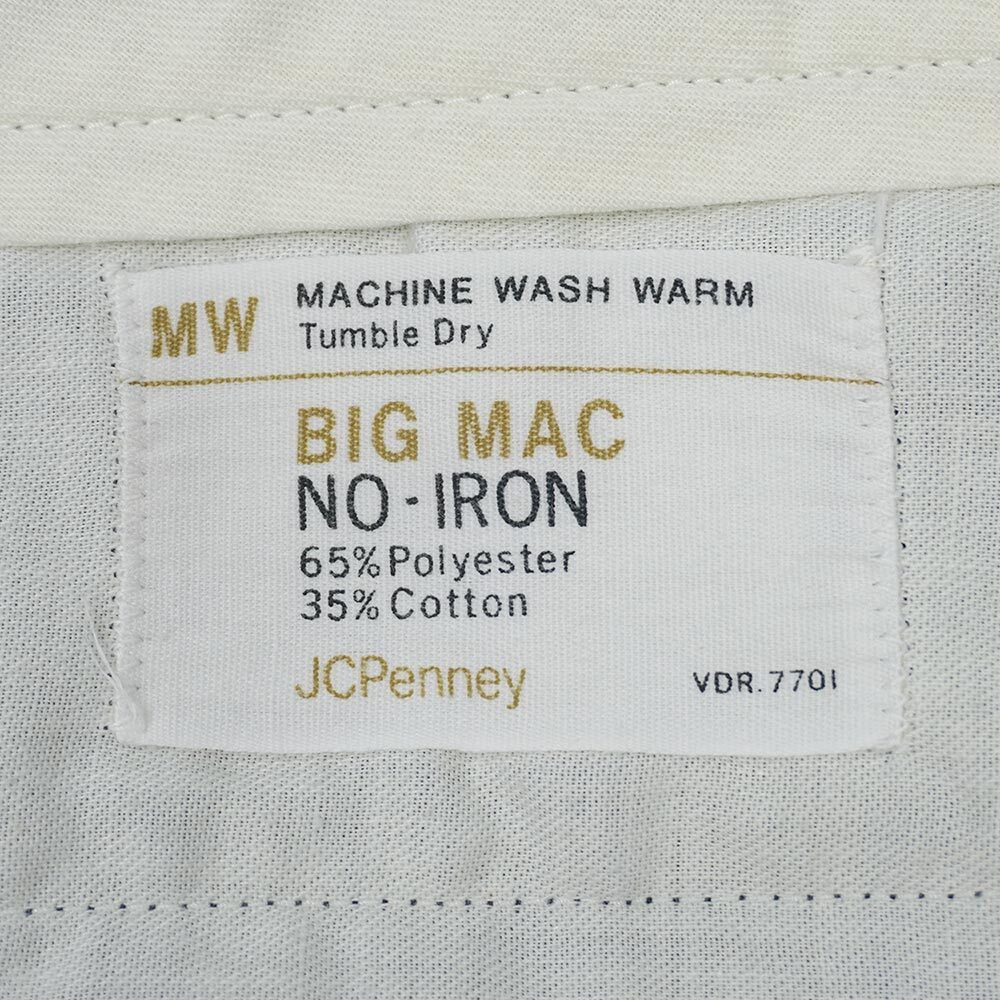 MW
MACHINE WASH WARM
Tumble Dry
BIG MAC
NO-IRON
65% Polyester
35% Cotton
JCPenney
VDR. 7701